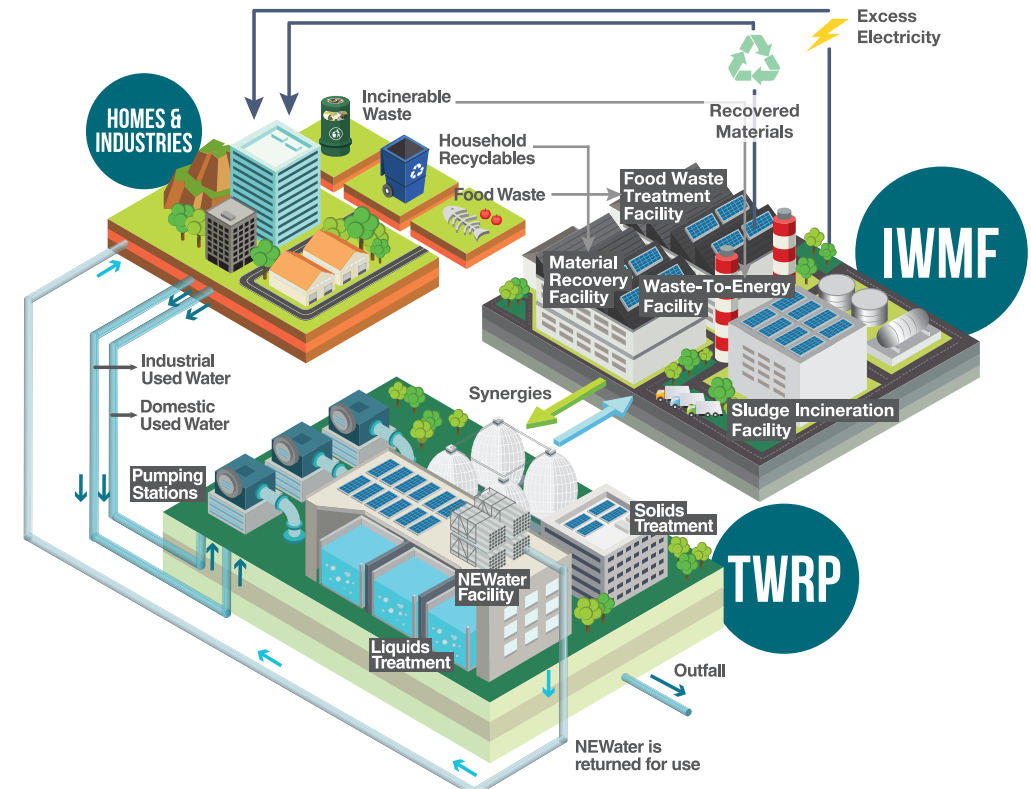 Excess
Electricity
HOMES &
INDUSTRIES
Incinerable
Waste
Recovered
Materials
Household
Recyclables
Food Waste
Food Waste
Treatment
Facility
IWMF
Material
Recovery
Facility
Waste-To-Energy
Facility
Industrial
Used Water
Domestic
Used Water
Synergies
Sludge Incineration
Facility
Pumping
Stations
Solids
Treatment
TWRP
NEWater
Facility
Liquids
Treatment
Outfall
NEWater is
returned for use